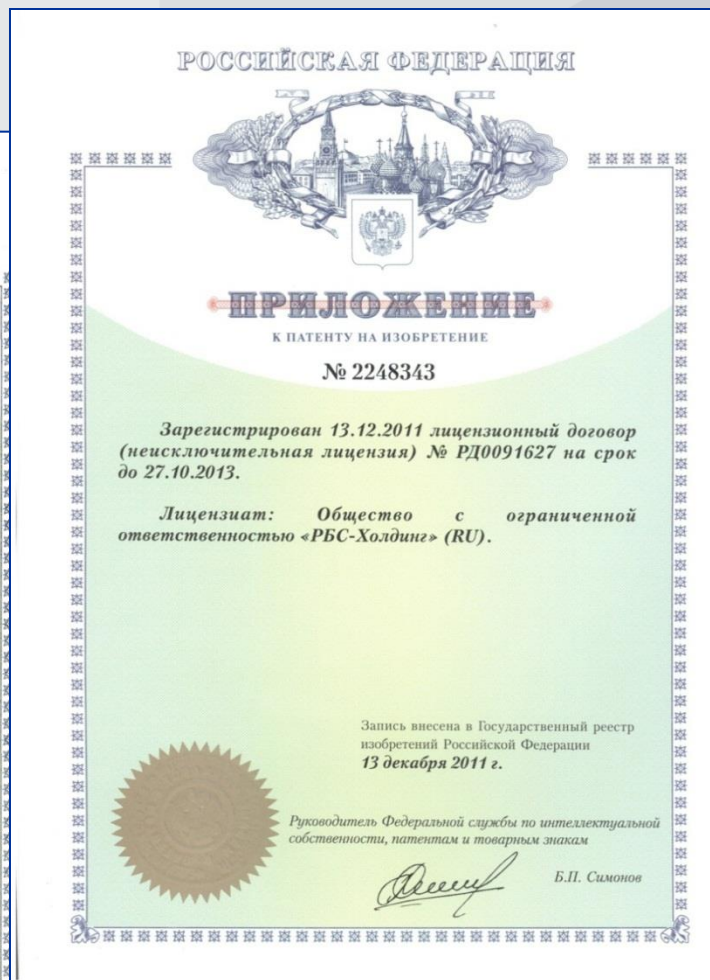 РОССИЙСКАЯ ФЕДЕРАЦИЯ
ПРИЛОЖЕНИЕ
К ПАТЕНТУ НА ИЗОБРЕТЕНИЕ
№ 2248343
Зарегистрирован 13.12.2011 лицензионный договор
(неисключительная лицензия) № РД0091627 на срок
до 27.10.2013.
Лицензиат: Общество с ограниченной
ответственностью «РБС-Холдинг» (RU).
Запись внесена в Государственный реестр
изобретений Российской Федерации
13 декабря 2011 г.
Руководитель Федеральной службы по интеллектуальной
собственности, патентам и товарным знакам
Б.П. Симонов